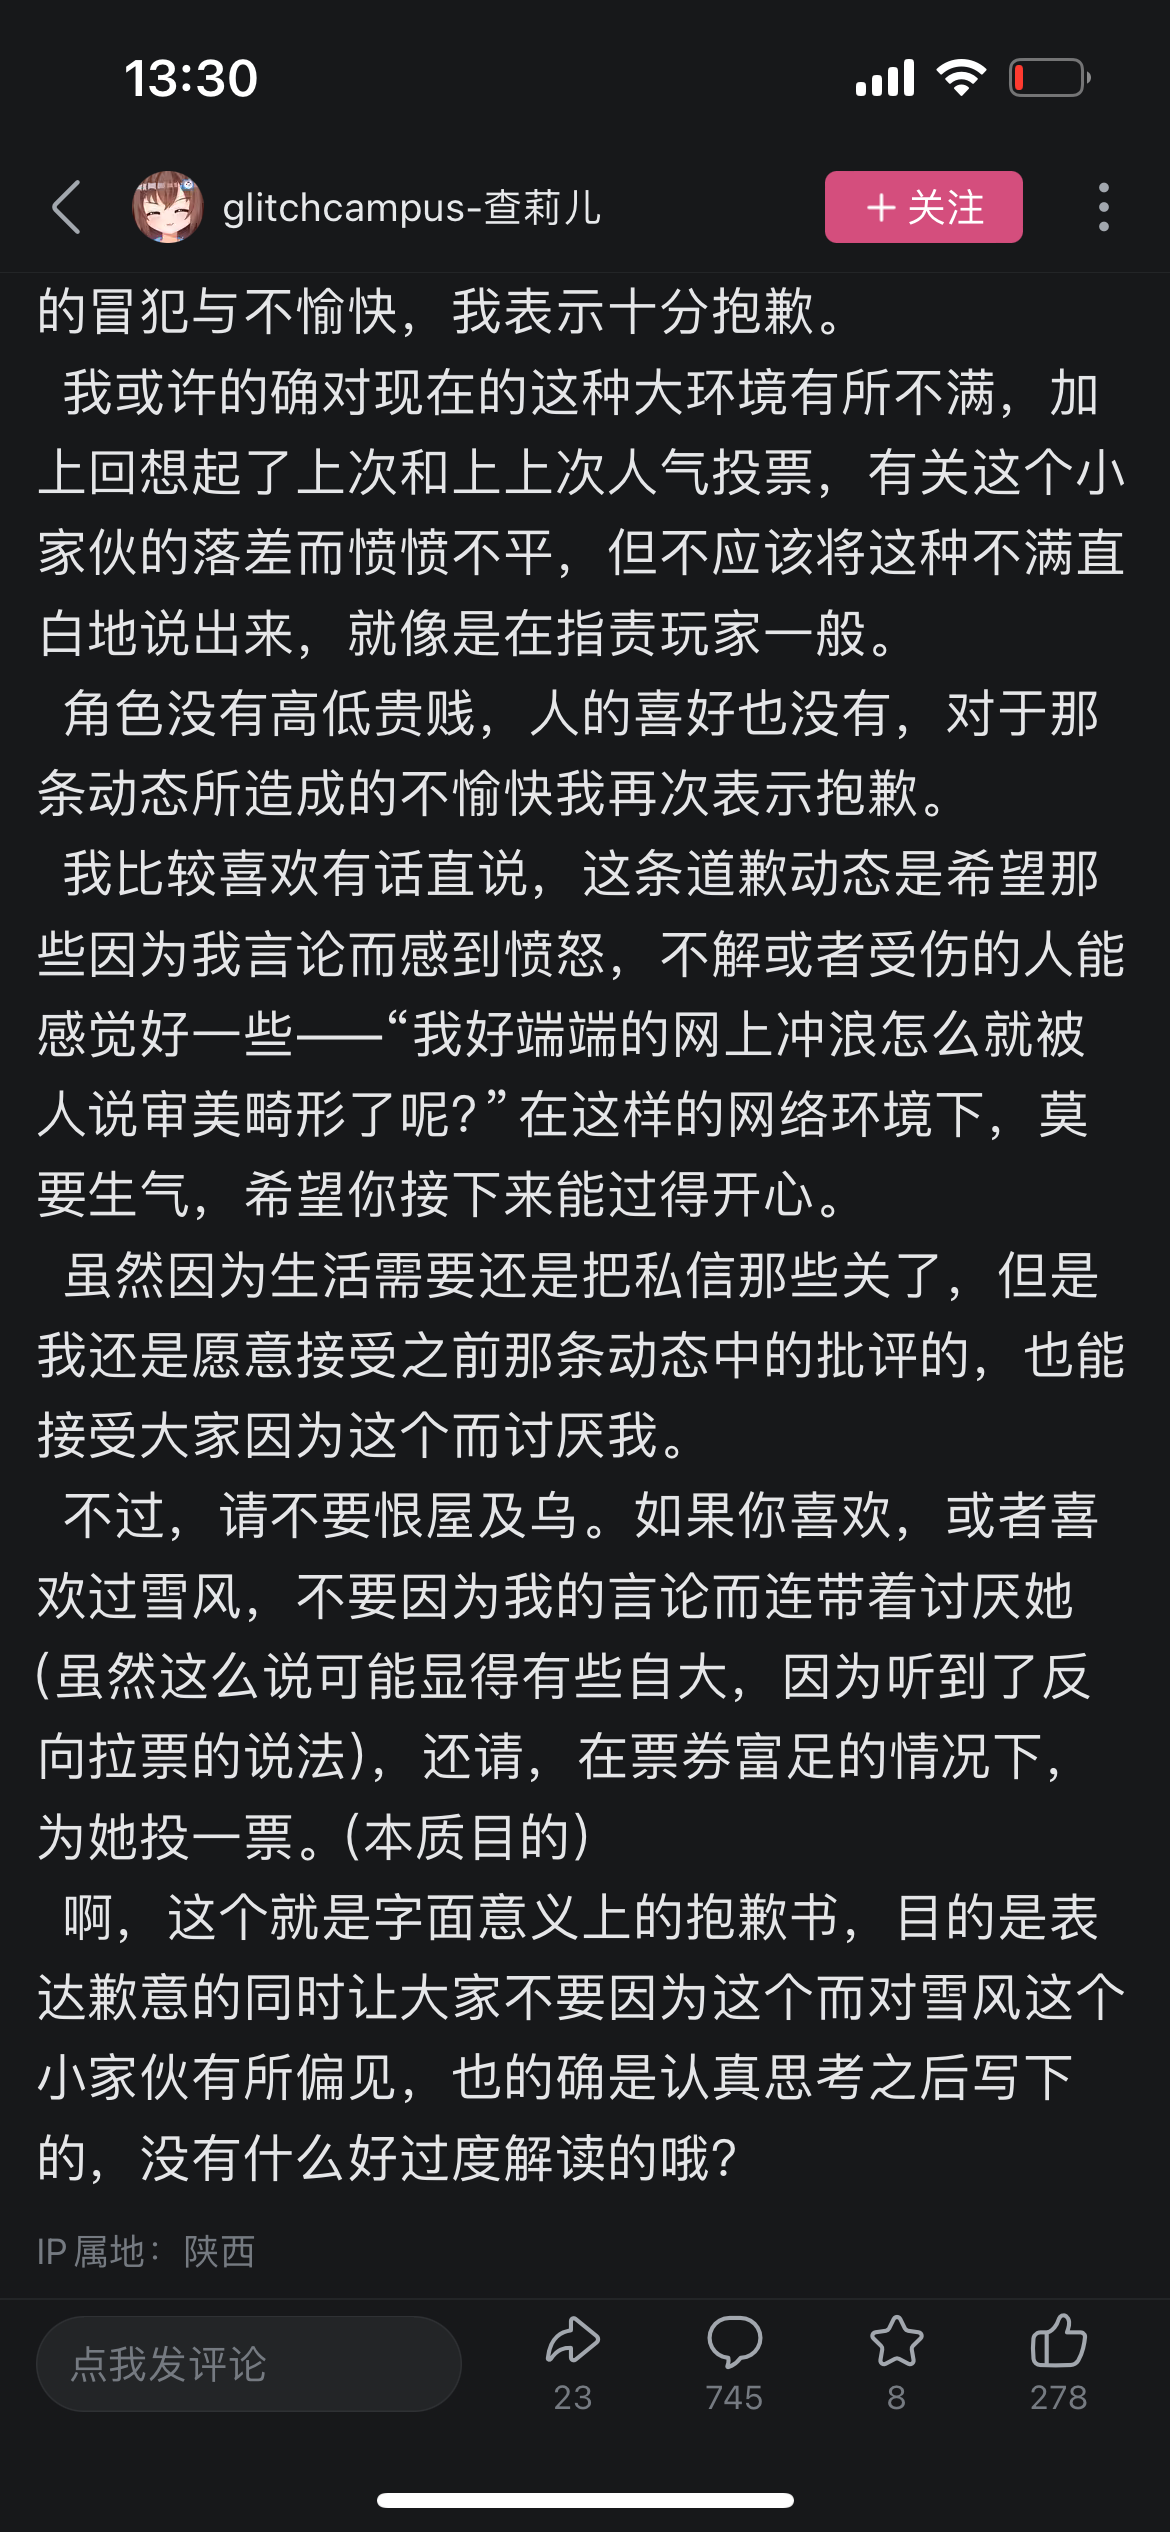 13:30
glitchcampus-查莉儿
+ 关注
的冒犯与不愉快，我表示十分抱歉。
我或许的确对现在的这种大环境有所不满，加
上回想起了上次和上上次人气投票，有关这个小
家伙的落差而愤愤不平，但不应该将这种不满直
白地说出来，就像是在指责玩家一般。
角色没有高低贵贱，人的喜好也没有，对于那
条动态所造成的不愉快我再次表示抱歉。
我比较喜欢有话直说，这条道歉动态是希望那
些因为我言论而感到愤怒，不解或者受伤的人能
感觉好一些——“我好端端的网上冲浪怎么就被
人说审美畸形了呢？”在这样的网络环境下，莫
要生气，希望你接下来能过得开心。
虽然因为生活需要还是把私信那些关了，但是
我还是愿意接受之前那条动态中的批评的，也能
接受大家因为这个而讨厌我。
不过，请不要恨屋及乌。如果你喜欢，或者喜
欢过雪风，不要因为我的言论而连带着讨厌她
(虽然这么说可能显得有些自大，因为听到了反
向拉票的说法)，还请，在票券富足的情况下，
为她投一票。(本质目的)
啊，这个就是字面意义上的抱歉书，目的是表
达歉意的同时让大家不要因为这个而对雪风这个
小家伙有所偏见，也的确是认真思考之后写下
的，没有什么好过度解读的哦？
IP 属地：陕西
点我发评论
23
745
8
278